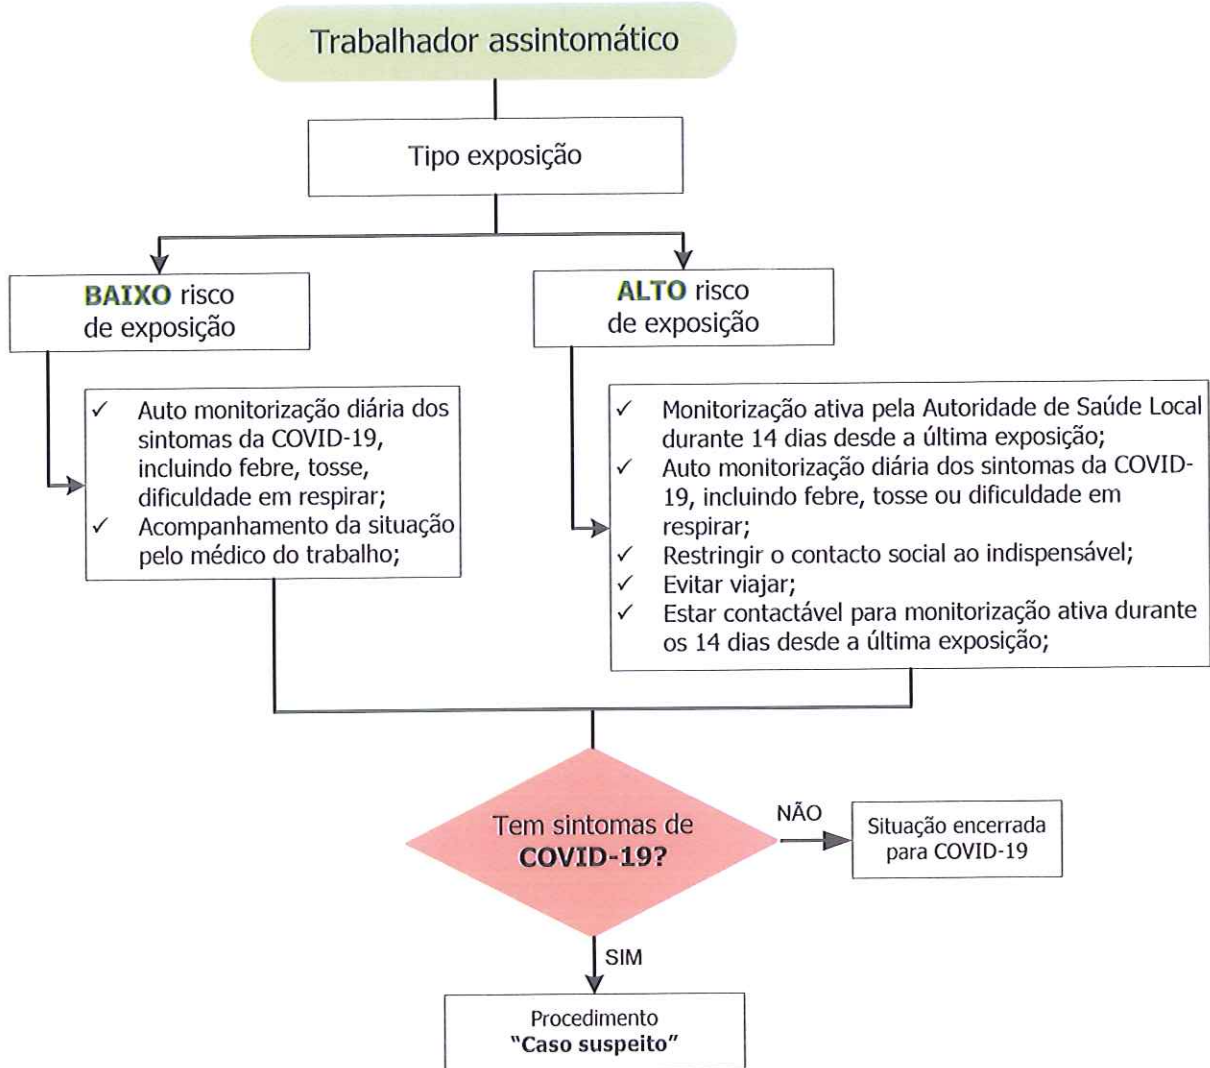 Trabalhador assintomático
Tipo exposição
BAIXO risco
de exposição
ALTO risco
de exposição
✓ Auto monitorização diária dos
sintomas da COVID-19,
incluindo febre, tosse,
dificuldade em respirar;
✓ Acompanhamento da situação
pelo médico do trabalho;
✓ Monitorização ativa pela Autoridade de Saúde Local
durante 14 dias desde a última exposição;
✓ Auto monitorização diária dos sintomas da COVID-
19, incluindo febre, tosse ou dificuldade em
respirar;
✓ Restringir o contacto social ao indispensável;
✓ Evitar viajar;
✓ Estar contactável para monitorização ativa durante
os 14 dias desde a última exposição;
Tem sintomas de
COVID-19?
NÃO
Situação encerrada
para COVID-19
SIM
Procedimento
“Caso suspeito”